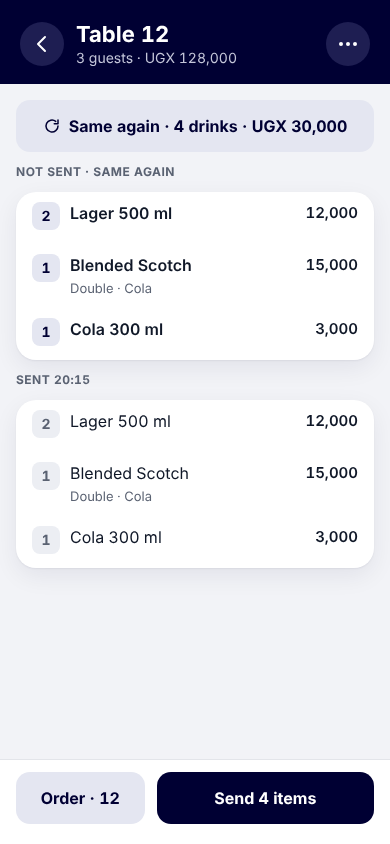 Table 12
3 guests · UGX 128,000
Same again · 4 drinks · UGX 30,000
NOT SENT · SAME AGAIN
2 Lager 500 ml 12,000
1 Blended Scotch 15,000
Double · Cola
1 Cola 300 ml 3,000
SENT 20:15
2 Lager 500 ml 12,000
1 Blended Scotch 15,000
Double · Cola
1 Cola 300 ml 3,000
Order · 12 Send 4 items